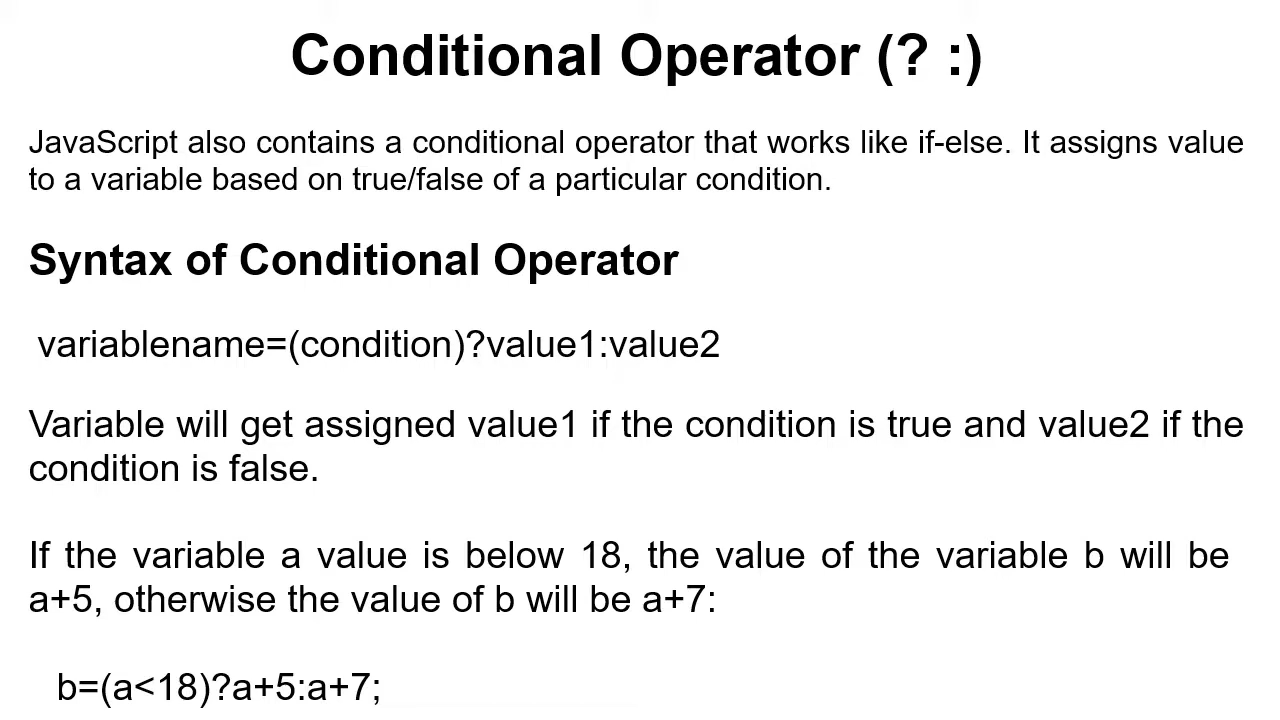 Conditional Operator (? :)
JavaScript also contains a conditional operator that works like if-else. It assigns value
to a variable based on true/false of a particular condition.
Syntax of Conditional Operator
variablename=(condition)?value1:value2
Variable will get assigned value1 if the condition is true and value2 if the
condition is false.
If the variable a value is below 18, the value of the variable b will be
a+5, otherwise the value of b will be a+7:
b=(a<18)?a+5:a+7;